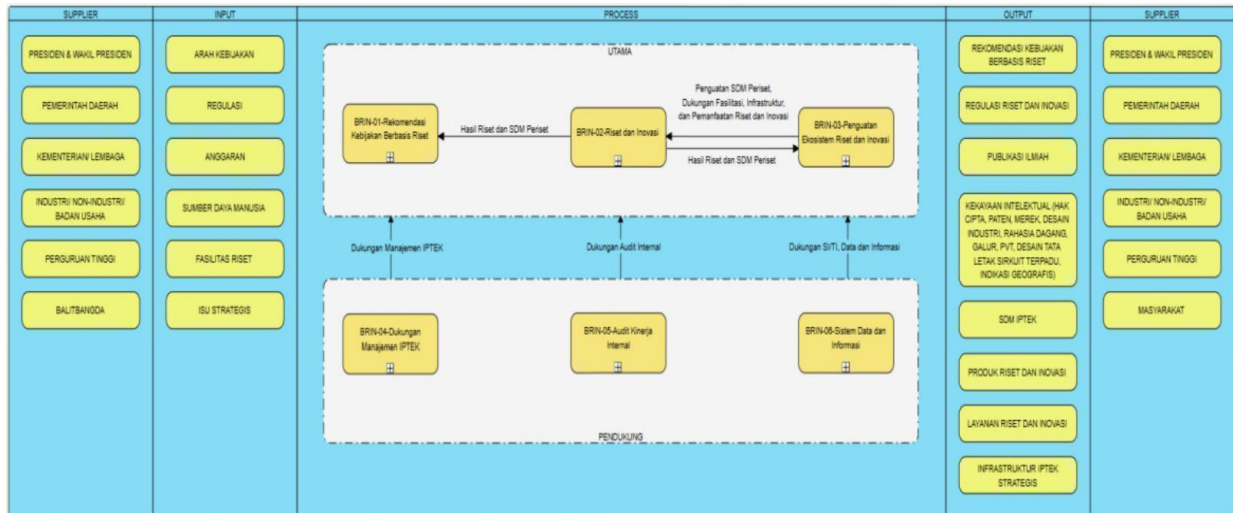 SUPPLIER
INPUT
PROCESS
OUTPUT
SUPPLIER
PRESIDEN & WAKIL PRESIDEN
PEMERINTAH DAERAH
KEMENTERIAN/ LEMBAGA
INDUSTRI/ NON-INDUSTRI/
BADAN USAHA
PERGURUAN TINGGI
BALITBANGDA
ARAH KEBIJAKAN
REGULASI
ANGGARAN
SUMBER DAYA MANUSIA
FASILITAS RISET
ISU STRATEGIS
UTAMA
BRIN-01-Rekomendasi
Kebijakan Berbasis Riset
Hasil Riset dan SDM Periset
BRIN-02-Riset dan Inovasi
Penguatan SDM Periset,
Dukungan Fasilitas, Infrastruktur,
dan Pemanfaatan Riset dan Inovasi
Hasil Riset dan SDM Periset
BRIN-03-Penguatan
Ekosistem Riset dan Inovasi
Dukungan Manajemen IPTEK
Dukungan Audit Internal
Dukungan SI/TI, Data dan Informasi
BRIN-04-Dukungan
Manajemen IPTEK
BRIN-05-Audit Kinerja
Internal
BRIN-06-Sistem Data dan
Informasi
PENDUKUNG
REKOMENDASI KEBIJAKAN
BERBASIS RISET
REGULASI RISET DAN INOVASI
PUBLIKASI ILMIAH
KEKAYAAN INTELEKTUAL (HAK
CIPTA, PATEN, MEREK, DESAIN
INDUSTRI, RAHASIA DAGANG,
GALUR, PVT, DESAIN TATA
LETAK SIRKUIT TERPADU,
INDIKASI GEOGRAFIS)
SDM IPTEK
PRODUK RISET DAN INOVASI
LAYANAN RISET DAN INOVASI
INFRASTRUKTUR IPTEK
STRATEGIS
PRESIDEN & WAKIL PRESIDEN
PEMERINTAH DAERAH
KEMENTERIAN/ LEMBAGA
INDUSTRI/ NON-INDUSTRI/
BADAN USAHA
PERGURUAN TINGGI
MASYARAKAT